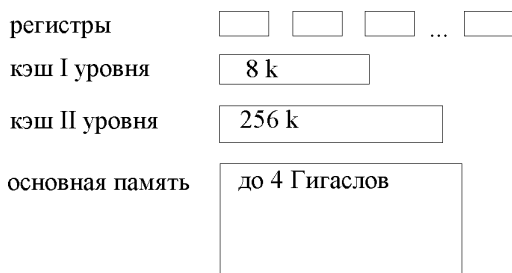 регистры ...
кэш I уровня 8 k
кэш II уровня 256 k
основная память до 4 Гигаслов